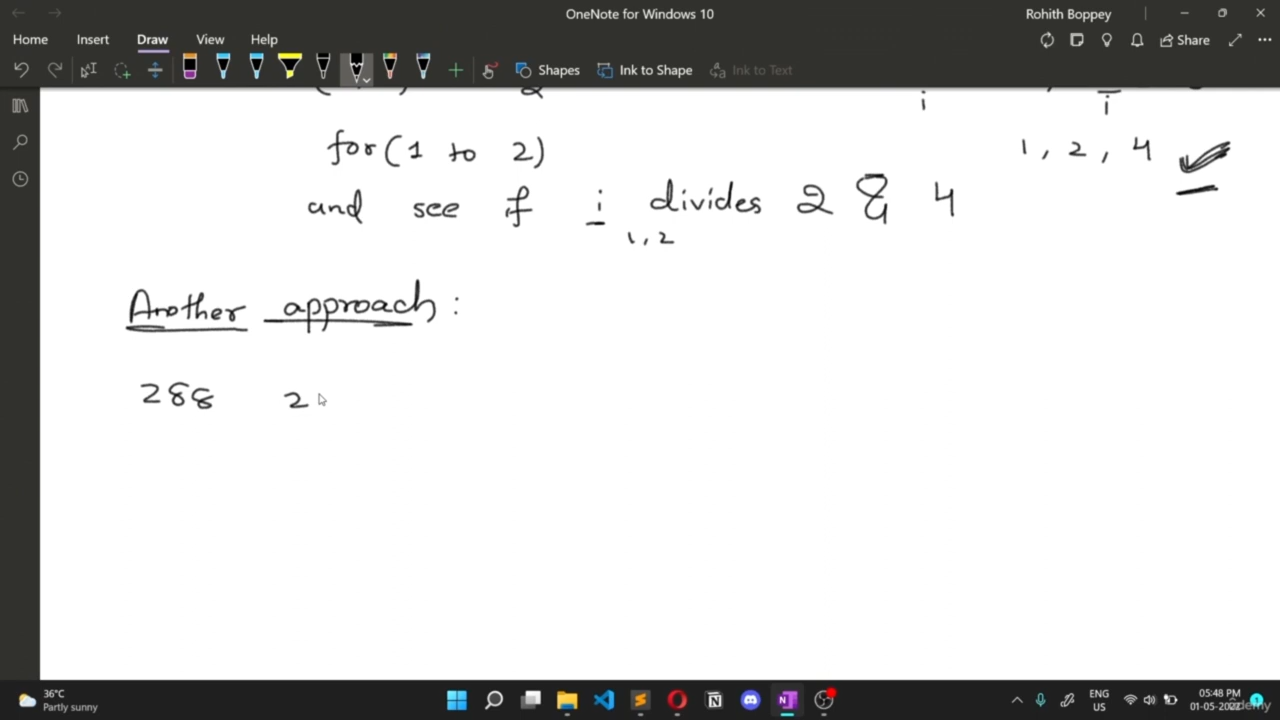 OneNote for Windows 10
Rohith Boppey
Home Insert Draw View Help
Share
Shapes Ink to Shape Ink to Text
i
i
for(1 to 2)
1, 2, 4
and see if i divides 2 & 4
1, 2
Another approach:
288 2
36°C
Partly sunny
ENG
US
05:48 PM
01-05-2022
ûdemy